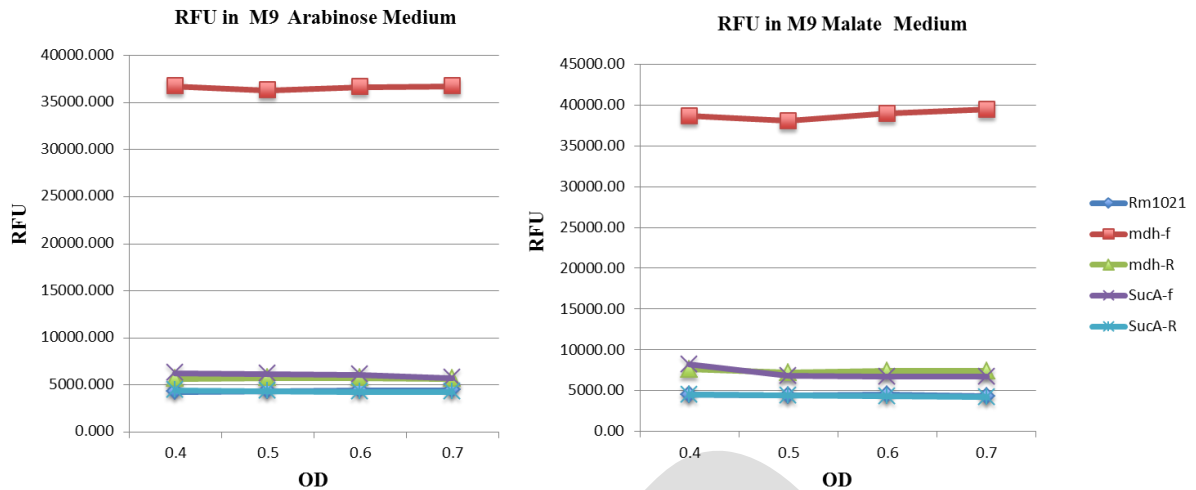 RFU in M9 Arabinose Medium
40000.000
35000.000
30000.000
25000.000
20000.000
15000.000
10000.000
5000.000
0.000
RFU
0.4 0.5 0.6 0.7
OD
RFU in M9 Malate Medium
45000.00
40000.00
35000.00
30000.00
25000.00
20000.00
15000.00
10000.00
5000.00
0.00
RFU
0.4 0.5 0.6 0.7
OD
Rm1021
mdh-f
mdh-R
SucA-f
SucA-R